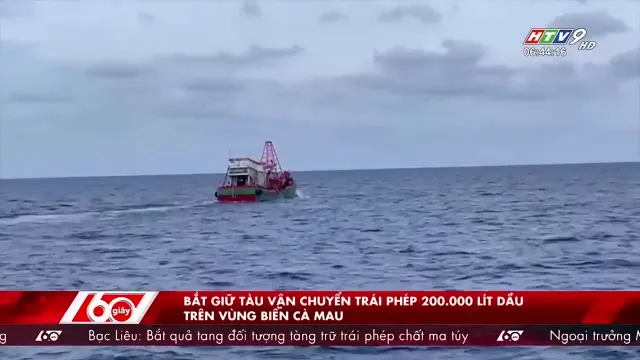 HTV9 HD
06:44:16
BẮT GIỮ TÀU VẬN CHUYỂN TRÁI PHÉP 200.000 LÍT DẦU
TRÊN VÙNG BIỂN CÀ MAU
60 giây
60 Bạc Liêu: Bắt quả tang đối tượng tàng trữ trái phép chất ma túy 60 Ngoại trưởng M